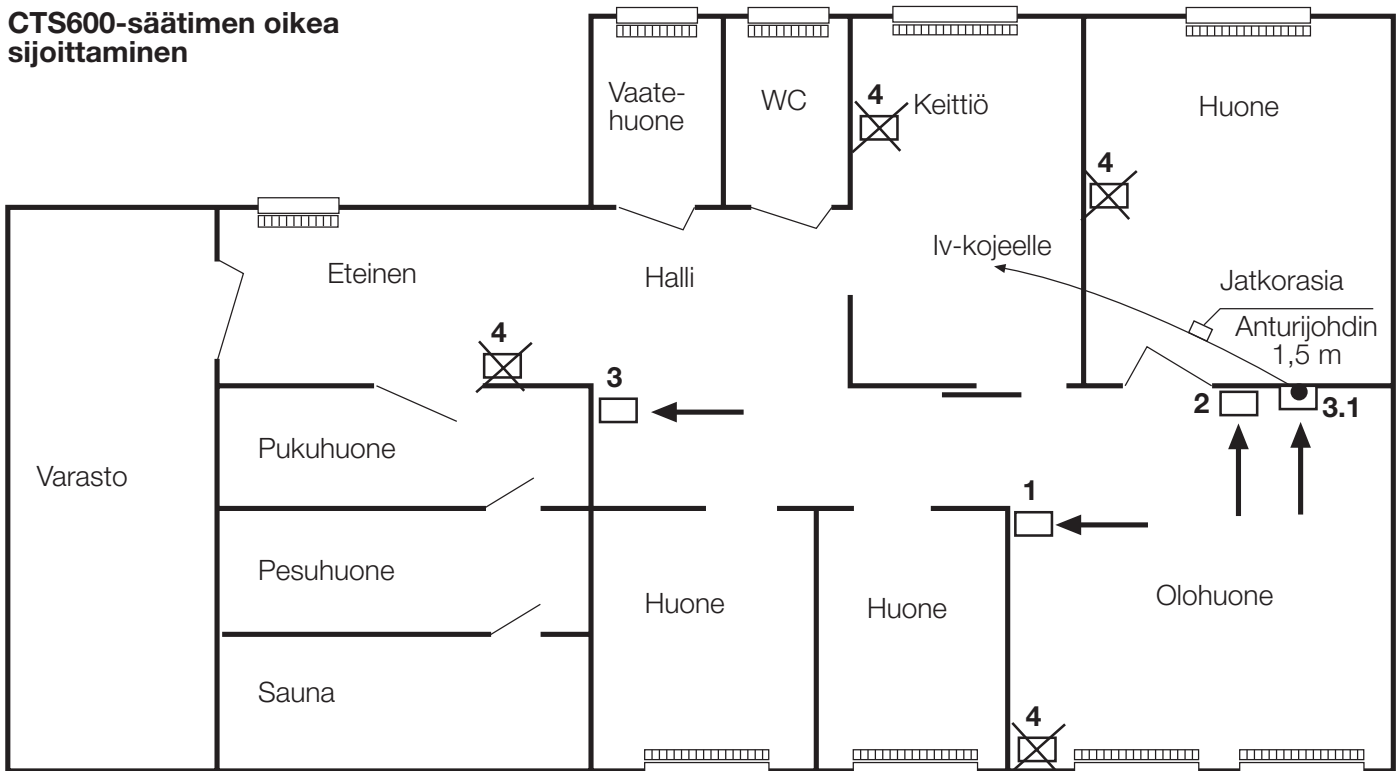 CTS600-säätimen oikea
sijoittaminen
Vaate-
huone
WC
4
Keittiö
Huone
4
Iv-kojeelle
Eteinen
Halli
Jatkorasia
Anturijohdin
1,5 m
4
3
2
3.1
Pukuhuone
Varasto
1
Pesuhuone
Huone
Huone
Olohuone
Sauna
4